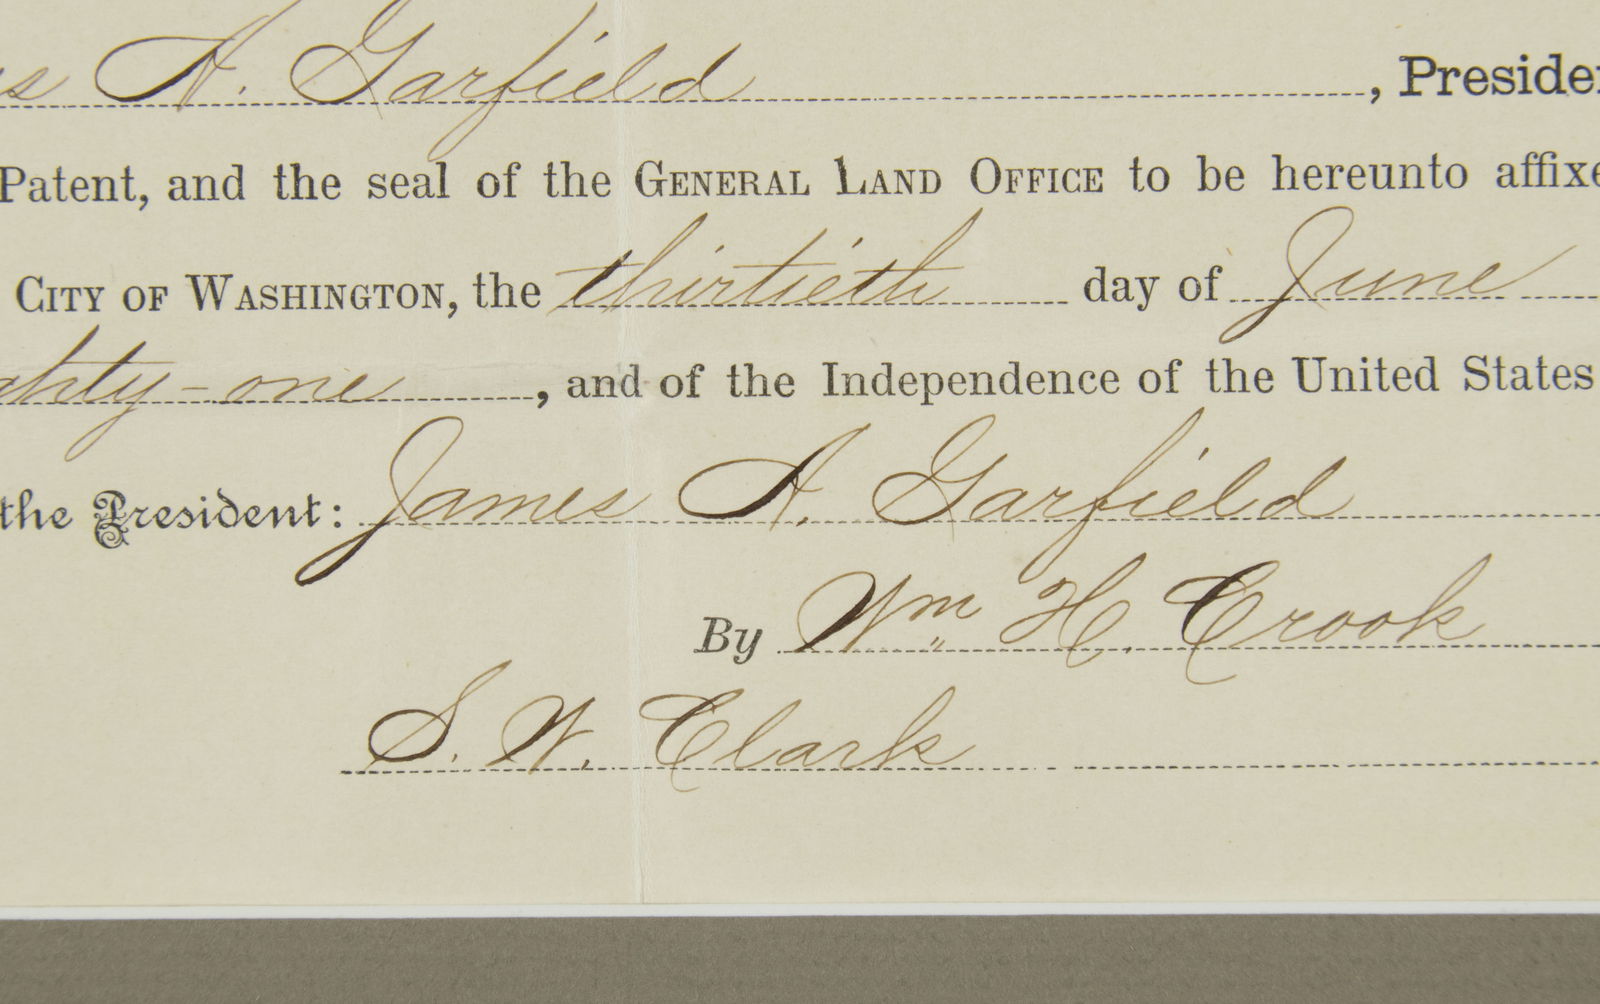 s A. Garfield, Preside
Patent, and the seal of the GENERAL LAND OFFICE to be hereunto affixe
CITY OF WASHINGTON, the thirtieth day of June
ghty-one, and of the Independence of the United States
the President: James A. Garfield
By Wm H. Crook
S. W. Clark